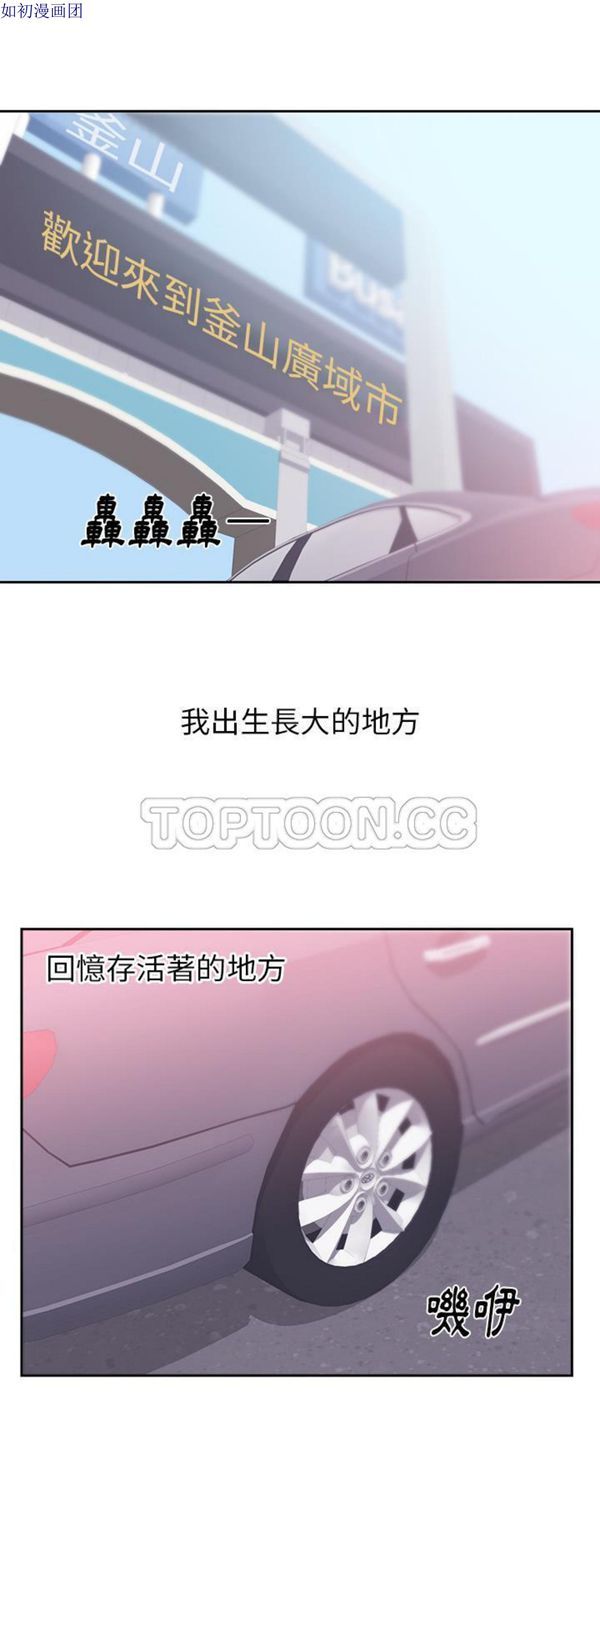 如初漫画团
釜山
歡迎來到釜山廣域市
Busa
轟轟轟—
我出生長大的地方
TOPTOON.CC
回憶存活著的地方
嘰咿